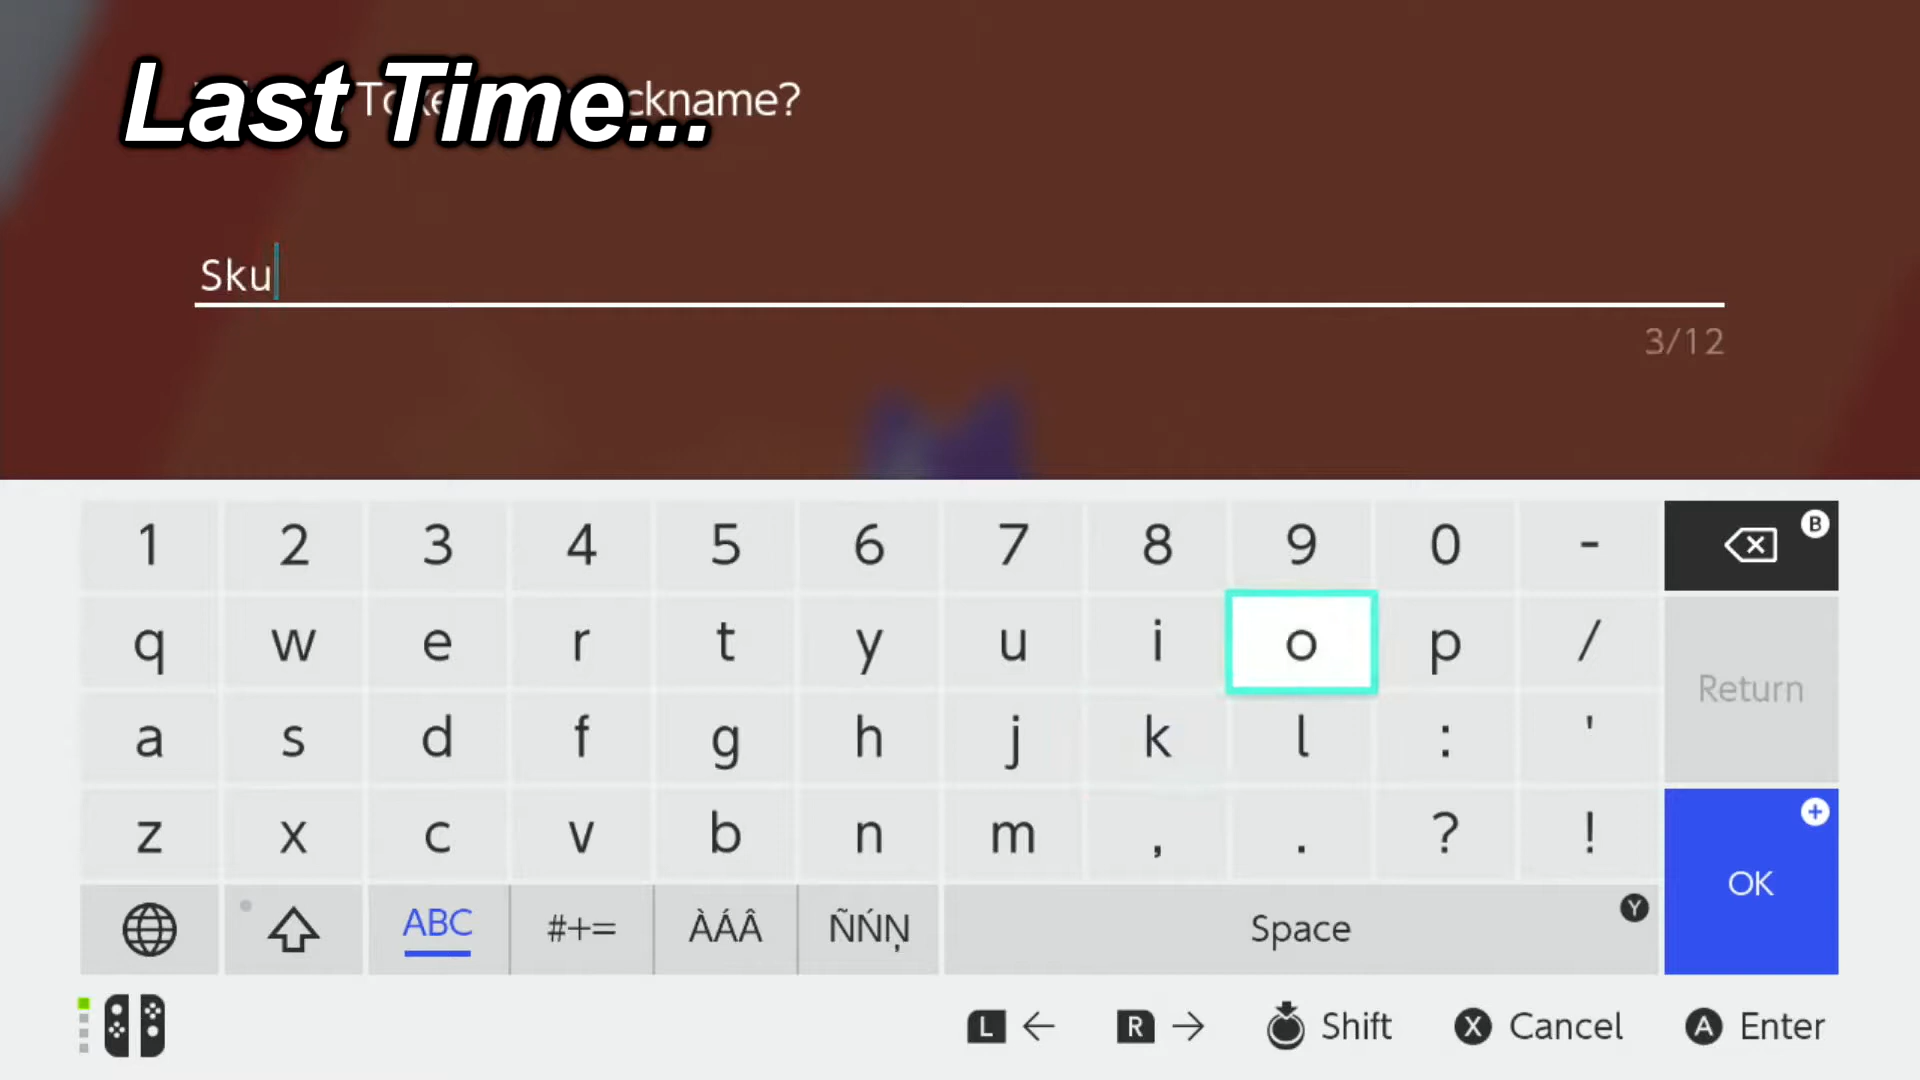 Last Time...
ckname?
Sku
3/12
1 2 3 4 5 6 7 8 9 0 - B
q w e r t y u i o p / Return
a s d f g h j k l : '
z x c v b n m , . ? ! +
OK
ABC #+= ÀÁÂ ÑŃŅ Space Y
L ← R → Shift X Cancel A Enter